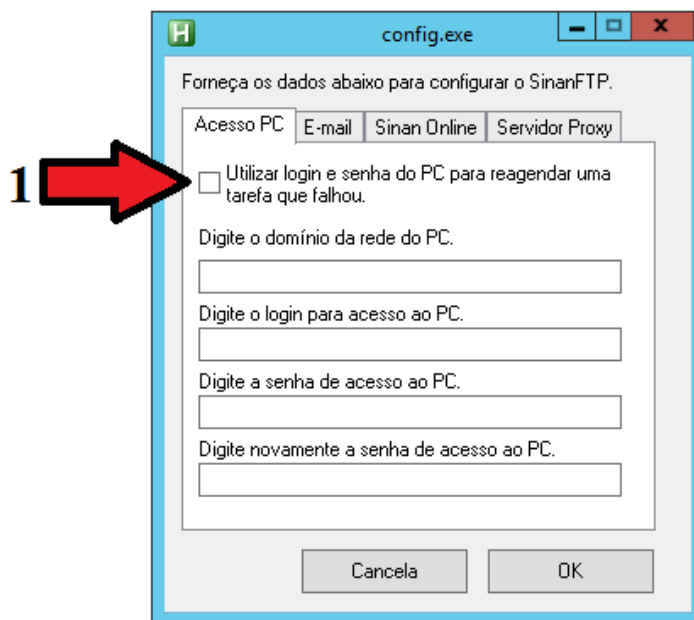 H
config.exe
x
Forneça os dados abaixo para configurar o SinanFTP.
Acesso PC E-mail Sinan Online Servidor Proxy
1
Utilizar login e senha do PC para reagendar uma
tarefa que falhou.
Digite o domínio da rede do PC.
Digite o login para acesso ao PC.
Digite a senha de acesso ao PC.
Digite novamente a senha de acesso ao PC.
Cancela OK